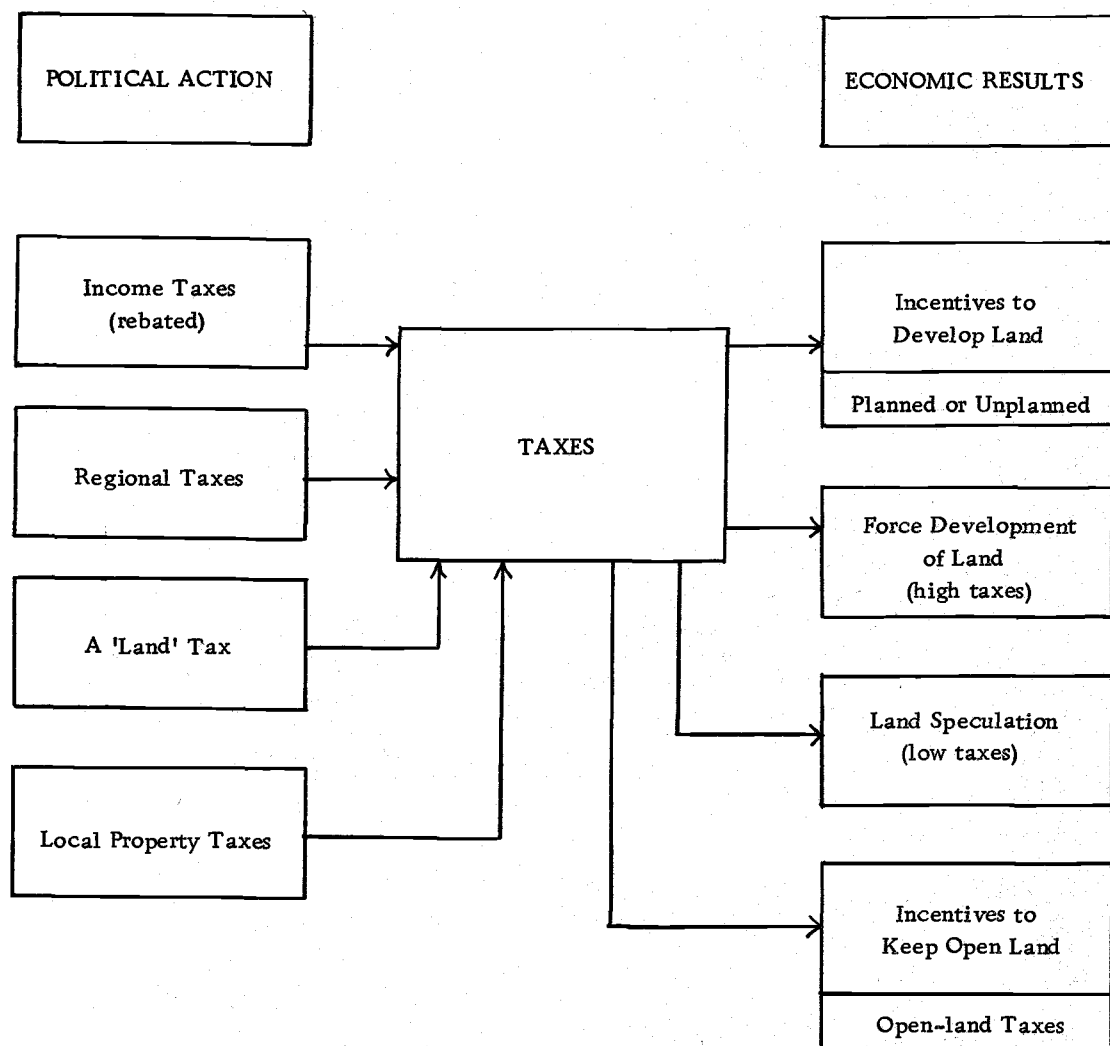 POLITICAL ACTION
ECONOMIC RESULTS
Income Taxes
(rebated)
Regional Taxes
A 'Land' Tax
Local Property Taxes
TAXES
Incentives to
Develop Land
Planned or Unplanned
Force Development
of Land
(high taxes)
Land Speculation
(low taxes)
Incentives to
Keep Open Land
Open-land Taxes